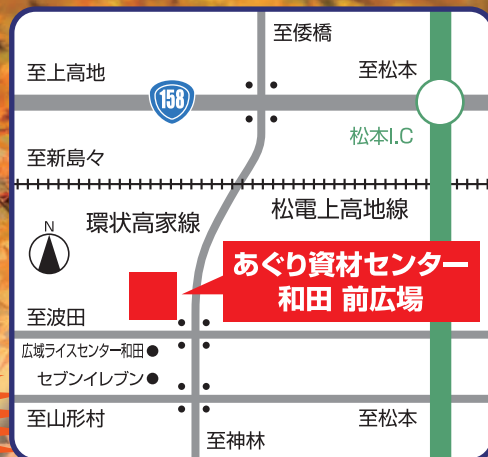 至倭橋
至上高地
至松本
158
松本I.C
至新島々
松電上高地線
環状高家線
N
あぐり資材センター
和田 前広場
至波田
広域ライスセンター和田
セブンイレブン
至山形村
至松本
至神林